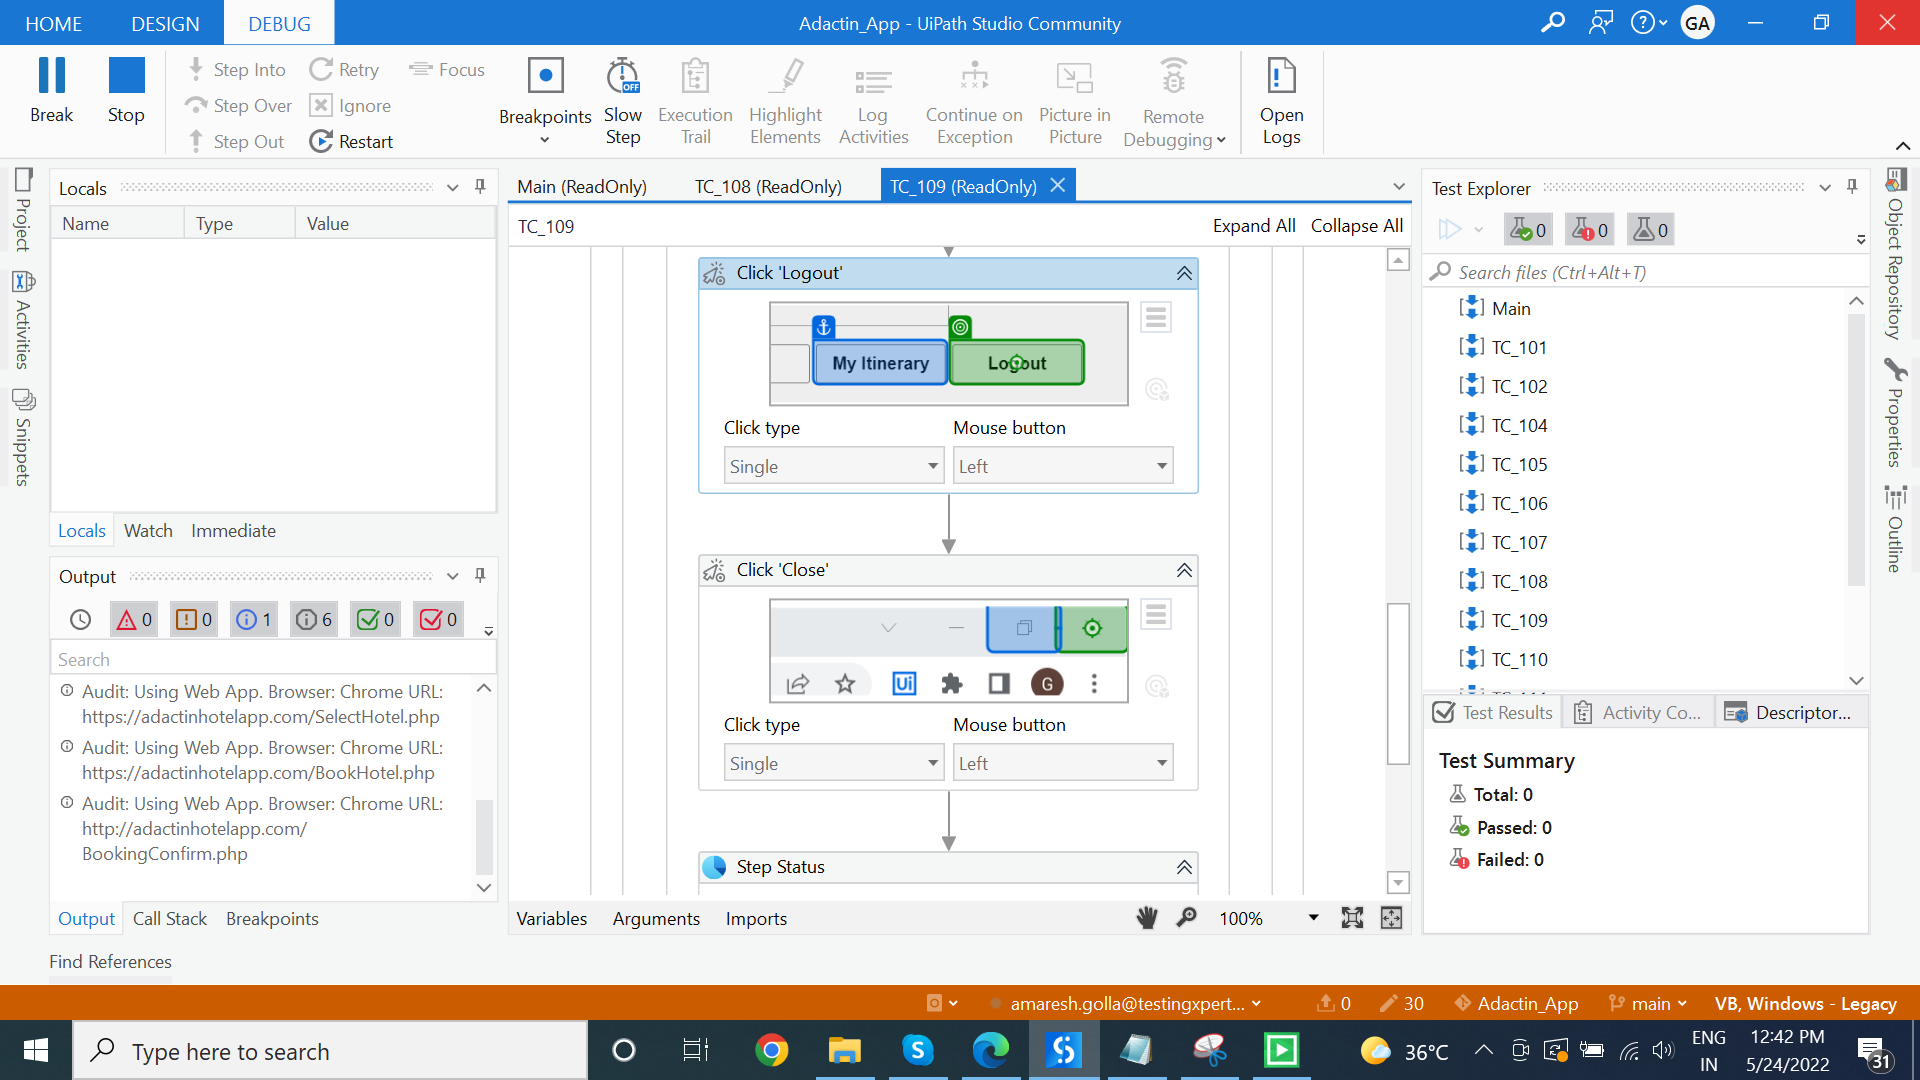 HOME DESIGN DEBUG
Adactin_App - UiPath Studio Community
GA
Break
Stop
Step Into
Step Over
Step Out
Retry
Ignore
Restart
Focus
Breakpoints
Slow
Step
OFF
Execution
Trail
Highlight
Elements
Log
Activities
Continue on
Exception
Picture in
Picture
Remote
Debugging
Open
Logs
Project
Activities
Snippets
Locals
Name Type Value
Locals Watch Immediate
Output
0 0 1 6 0 0
Search
Audit: Using Web App. Browser: Chrome URL:
https://adactinhotelapp.com/SelectHotel.php
Audit: Using Web App. Browser: Chrome URL:
https://adactinhotelapp.com/BookHotel.php
Audit: Using Web App. Browser: Chrome URL:
http://adactinhotelapp.com/
BookingConfirm.php
Output Call Stack Breakpoints
Find References
Main (ReadOnly) TC_108 (ReadOnly) TC_109 (ReadOnly)
TC_109
Expand All Collapse All
Click 'Logout'
My Itinerary Logout
Click type Mouse button
Single Left
Click 'Close'
Ui G
Click type Mouse button
Single Left
Step Status
Variables Arguments Imports
100%
Test Explorer
0 0 0
Search files (Ctrl+Alt+T)
Main
TC_101
TC_102
TC_104
TC_105
TC_106
TC_107
TC_108
TC_109
TC_110
Test Results Activity Co... Descriptor...
Test Summary
Total: 0
Passed: 0
Failed: 0
Object Repository
Properties
Outline
amaresh.golla@testingxpert... 0 30 Adactin_App main VB, Windows - Legacy
Type here to search
S
36°C
ENG
IN
12:42 PM
5/24/2022
31